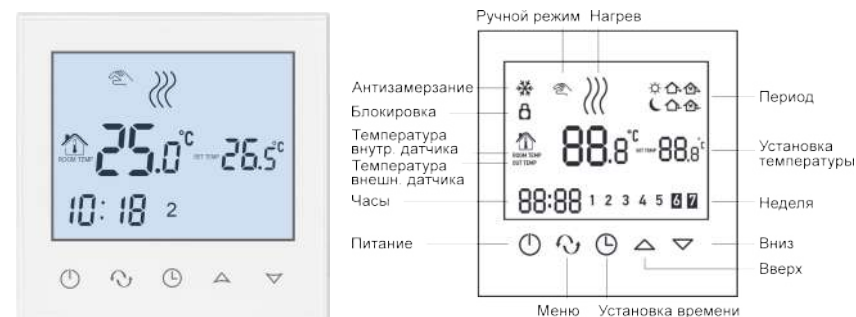 25.0°C
ROOM TEMP
SET TEMP
26.5°C
10:18 2
Ручной режим Нагрев
Антизамерзание
Блокировка
Температура
внутр. датчика
Температура
внешн. датчика
Часы
Питание
ROOM TEMP
OUT TEMP
88.8°C
SET TEMP
88.8°C
88:88 1 2 3 4 5 6 7
Период
Установка
температуры
Неделя
Вниз
Вверх
Меню Установка времени